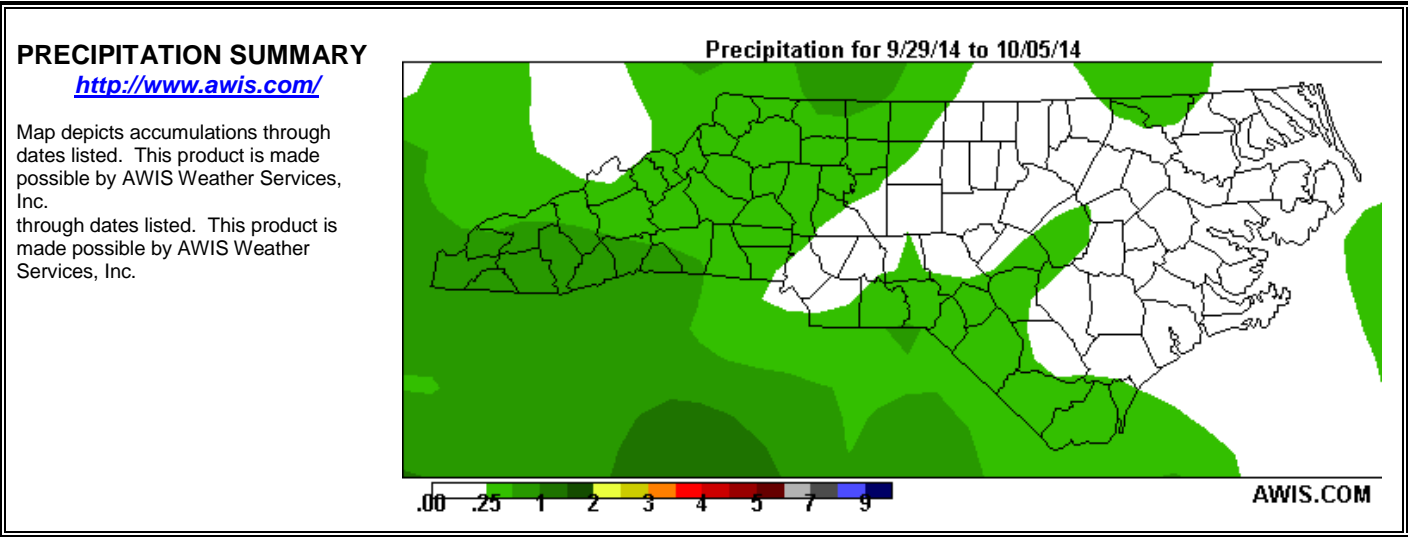 PRECIPITATION SUMMARY
http://www.awis.com/
Map depicts accumulations through
dates listed.  This product is made
possible by AWIS Weather Services,
Inc.
through dates listed.  This product is
made possible by AWIS Weather
Services, Inc.
Precipitation for 9/29/14 to 10/05/14
.00 .25 1 2 3 4 5 7 9
AWIS.COM